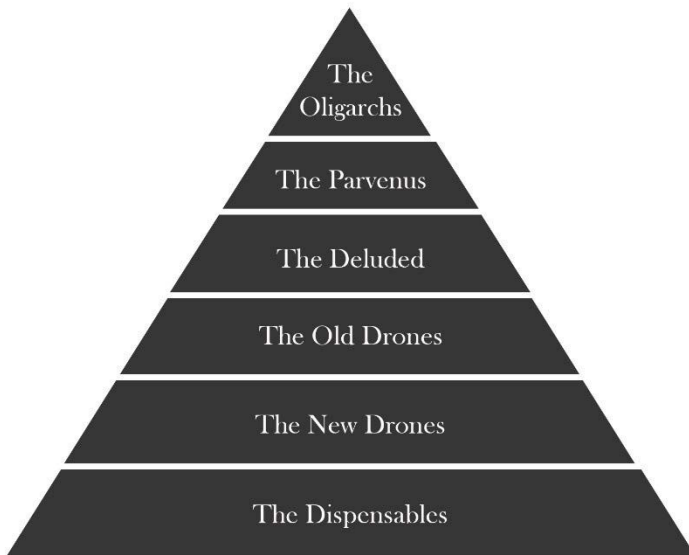 The
Oligarchs
The Parvenus
The Deluded
The Old Drones
The New Drones
The Dispensables